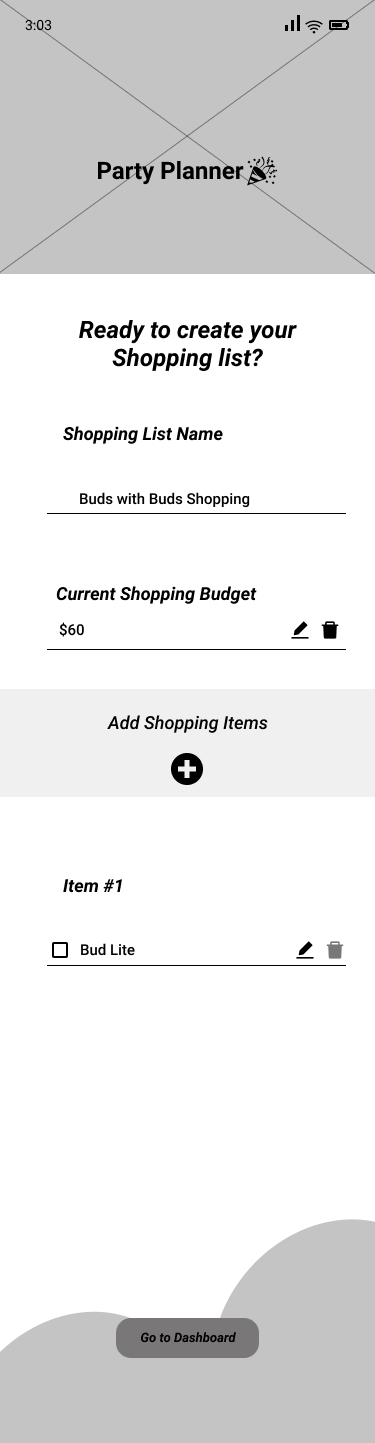 3:03
Party Planner
Ready to create your
Shopping list?
Shopping List Name
Buds with Buds Shopping
Current Shopping Budget
$60
Add Shopping Items
Item #1
Bud Lite
Go to Dashboard